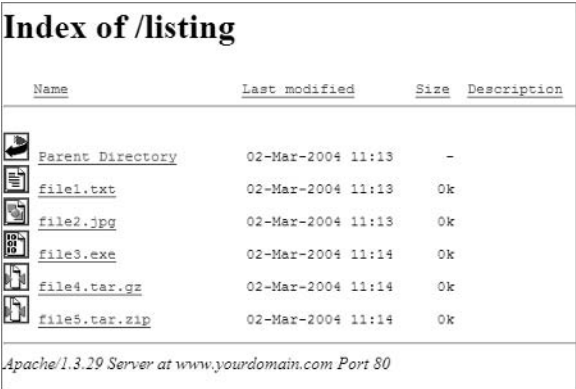 Index of /listing
Name Last modified Size Description
Parent Directory 02-Mar-2004 11:13 -
file1.txt 02-Mar-2004 11:13 0k
file2.jpg 02-Mar-2004 11:13 0k
file3.exe 02-Mar-2004 11:14 0k
file4.tar.gz 02-Mar-2004 11:14 0k
file5.tar.zip 02-Mar-2004 11:14 0k
Apache/1.3.29 Server at www.yourdomain.com Port 80